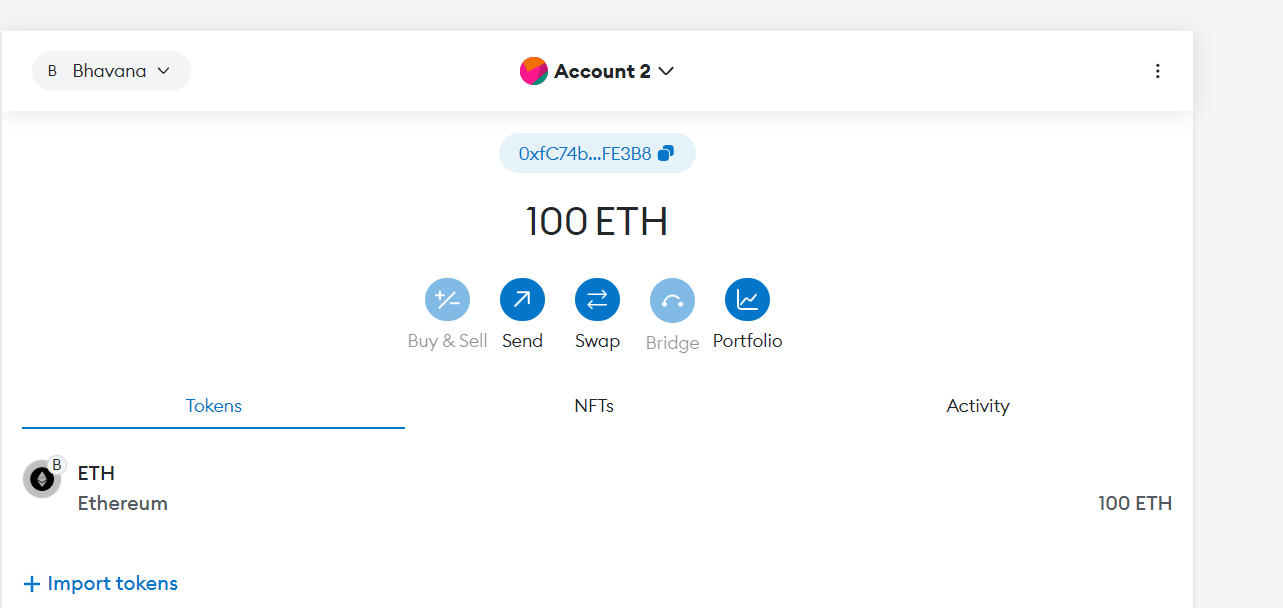 B Bhavana
Account 2
0xfC74b...FE3B8
100 ETH
Buy & Sell Send Swap Bridge Portfolio
Tokens NFTs Activity
B
ETH
Ethereum 100 ETH
+ Import tokens